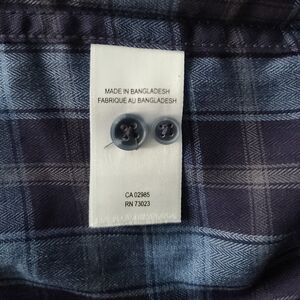 MADE IN BANGLADESH
FABRIQUÉ AU BANGLADESH
CA 02985
RN 73023